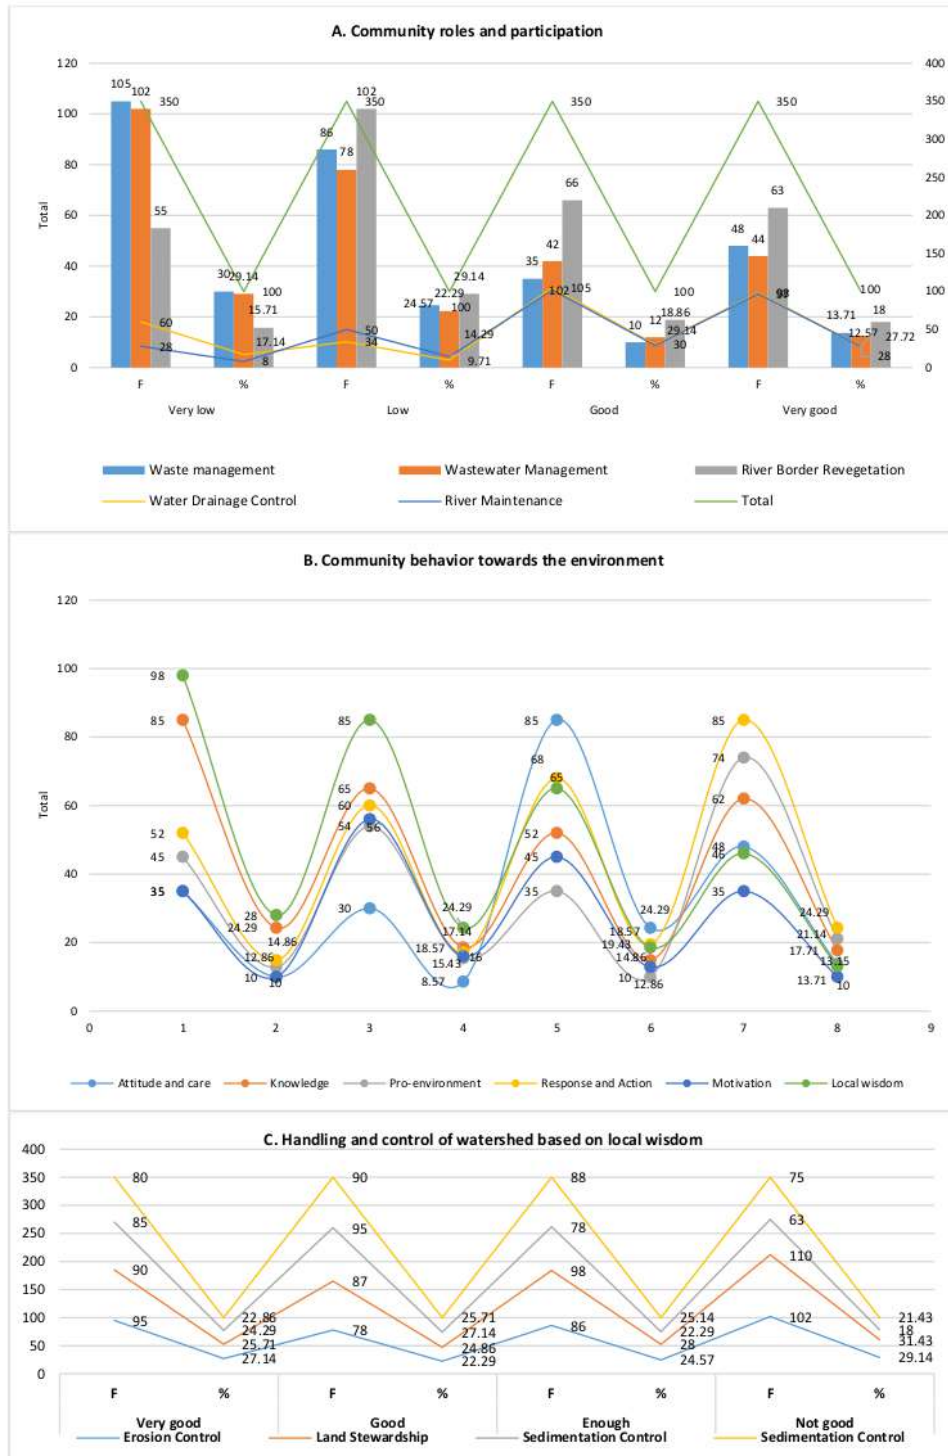 A. Community roles and participation
120 400
105 102 350 350 102 350 350
100 350
86 300
80 78 250
Total
60 55 66 63 200
48 44
40 35 42 150
30 29.14 100 24.57 22.29 100 29.14 102 105 100 98 100
20 60 15.71 50 14.29 10 12 18.86 29.14 13.71 12.57 18 27.72 50
28 17.14 8 34 9.71 30 28
0 0
F % F % F % F %
Very low Low Good Very good
Waste management Wastewater Management River Border Revegetation
Water Drainage Control River Maintenance Total
B. Community behavior towards the environment
120
100
98
85 85 85 85
80
68 74
65 65 62
Total
60 60
52 54 56 52
45 45 48 46
40
35 30 35 35
28 24.29 24.29 24.29
24.29 14.86 18.57 17.14 18.57 21.14
20
12.86 15.43 16 19.43 14.86 17.71 13.15
10 10 8.57 10 12.86 13.71 10
0
0 1 2 3 4 5 6 7 8 9
Attitude and care Knowledge Pro-environment Response and Action Motivation Local wisdom
C. Handling and control of watershed based on local wisdom
400
350 80 90 88 75
300
250 85 95 78 63
200 90 87 98 110
150
100 95 22.86 78 25.71 86 25.14 102 21.43
24.29 27.14 22.29 18
50 25.71 24.86 28 31.43
27.14 22.29 24.57 29.14
0
F % F % F % F %
Very good Good Enough Not good
Erosion Control Land Stewardship Sedimentation Control Sedimentation Control